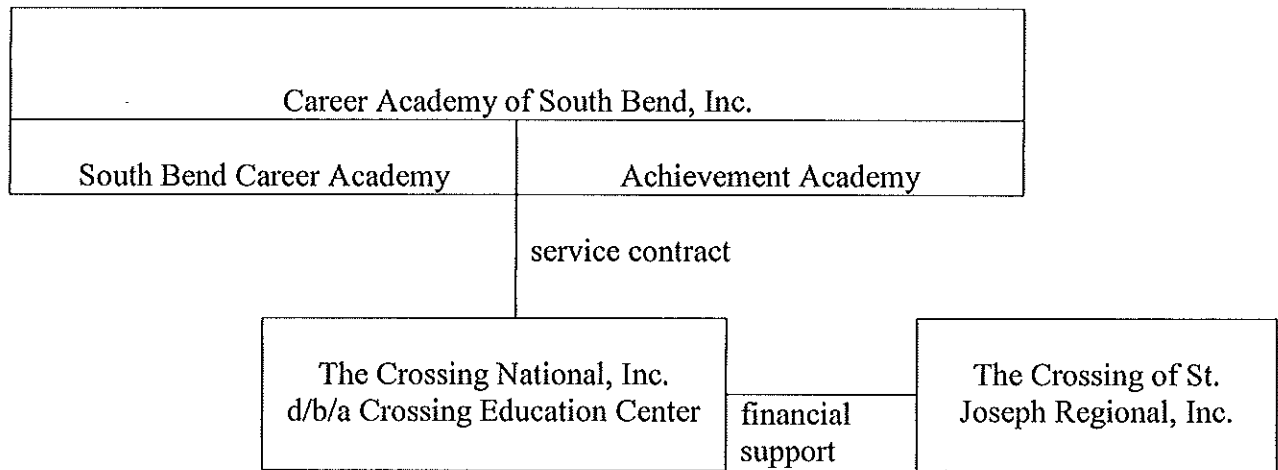 Career Academy of South Bend, Inc.
South Bend Career Academy
Achievement Academy
service contract
The Crossing National, Inc.
d/b/a Crossing Education Center
financial
support
The Crossing of St.
Joseph Regional, Inc.